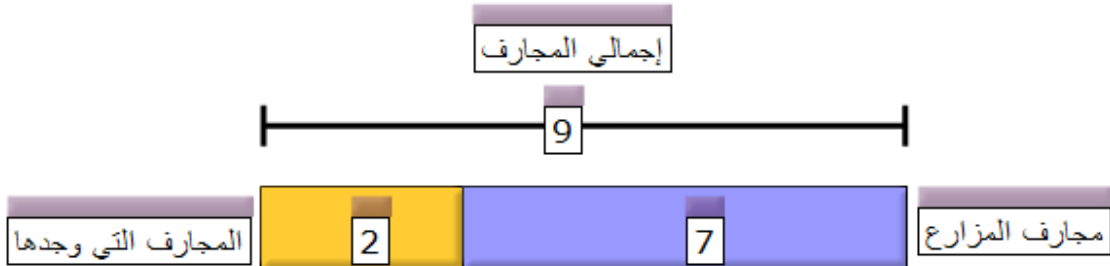 إجمالي المجارف
9
مجارف المزارع
7
2
المجارف التي وجدها